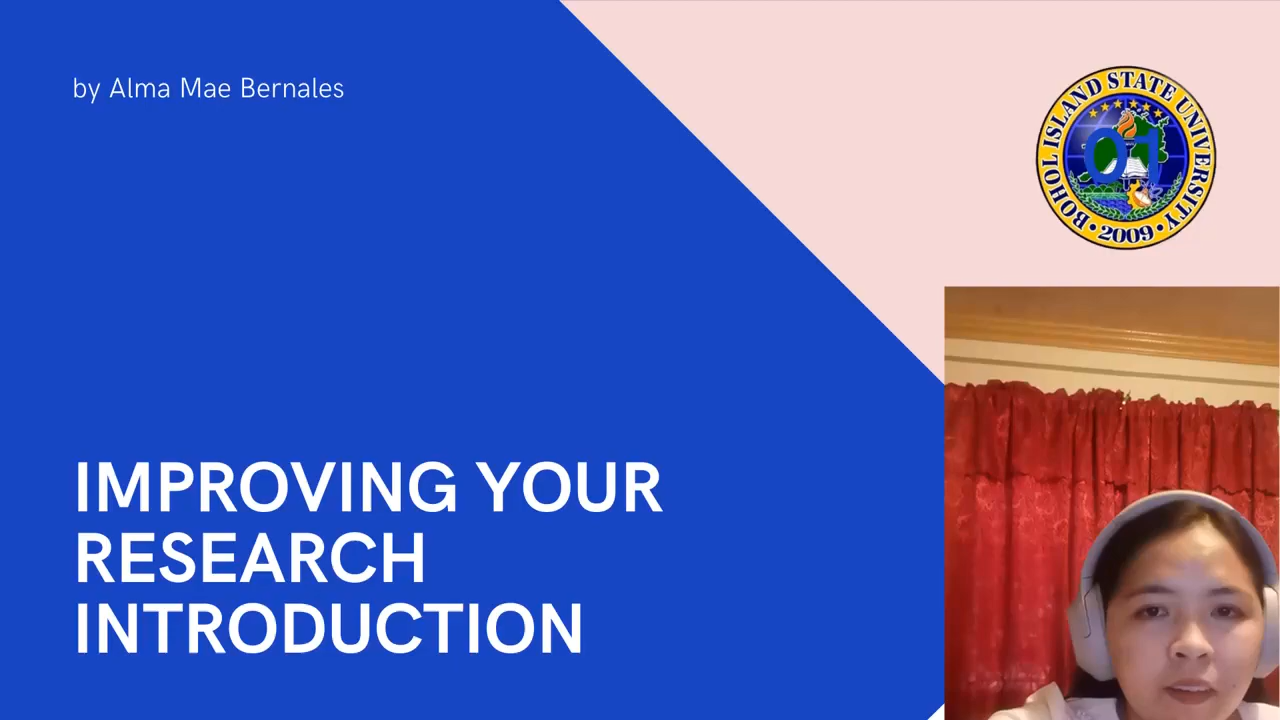 by Alma Mae Bernales
BOHOL ISLAND STATE UNIVERSITY
01
• 2009 •
IMPROVING YOUR
RESEARCH
INTRODUCTION